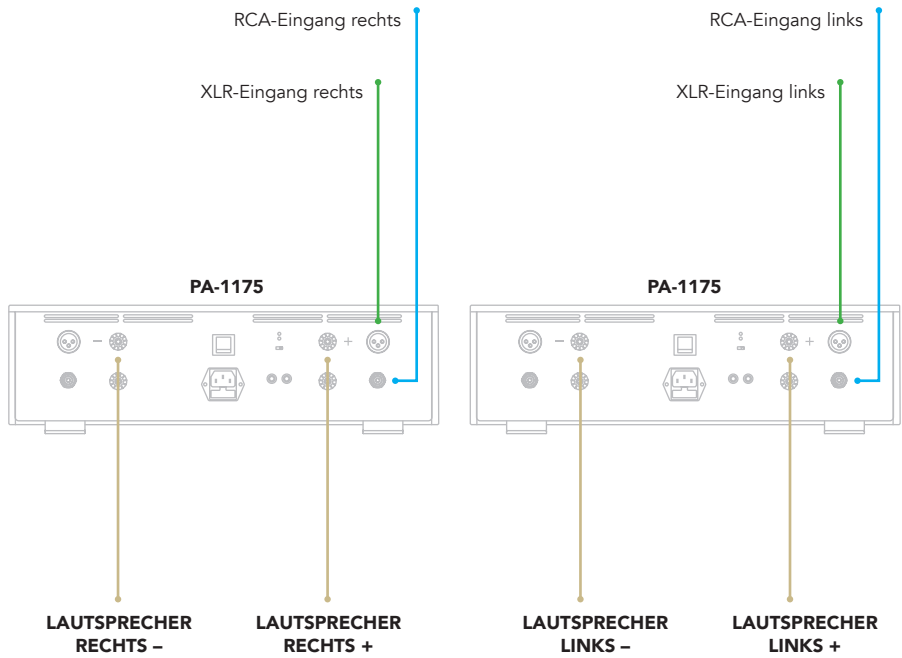 RCA-Eingang rechts
RCA-Eingang links
XLR-Eingang rechts
XLR-Eingang links
PA-1175
PA-1175
− +
− +
LAUTSPRECHER
RECHTS –
LAUTSPRECHER
RECHTS +
LAUTSPRECHER
LINKS –
LAUTSPRECHER
LINKS +